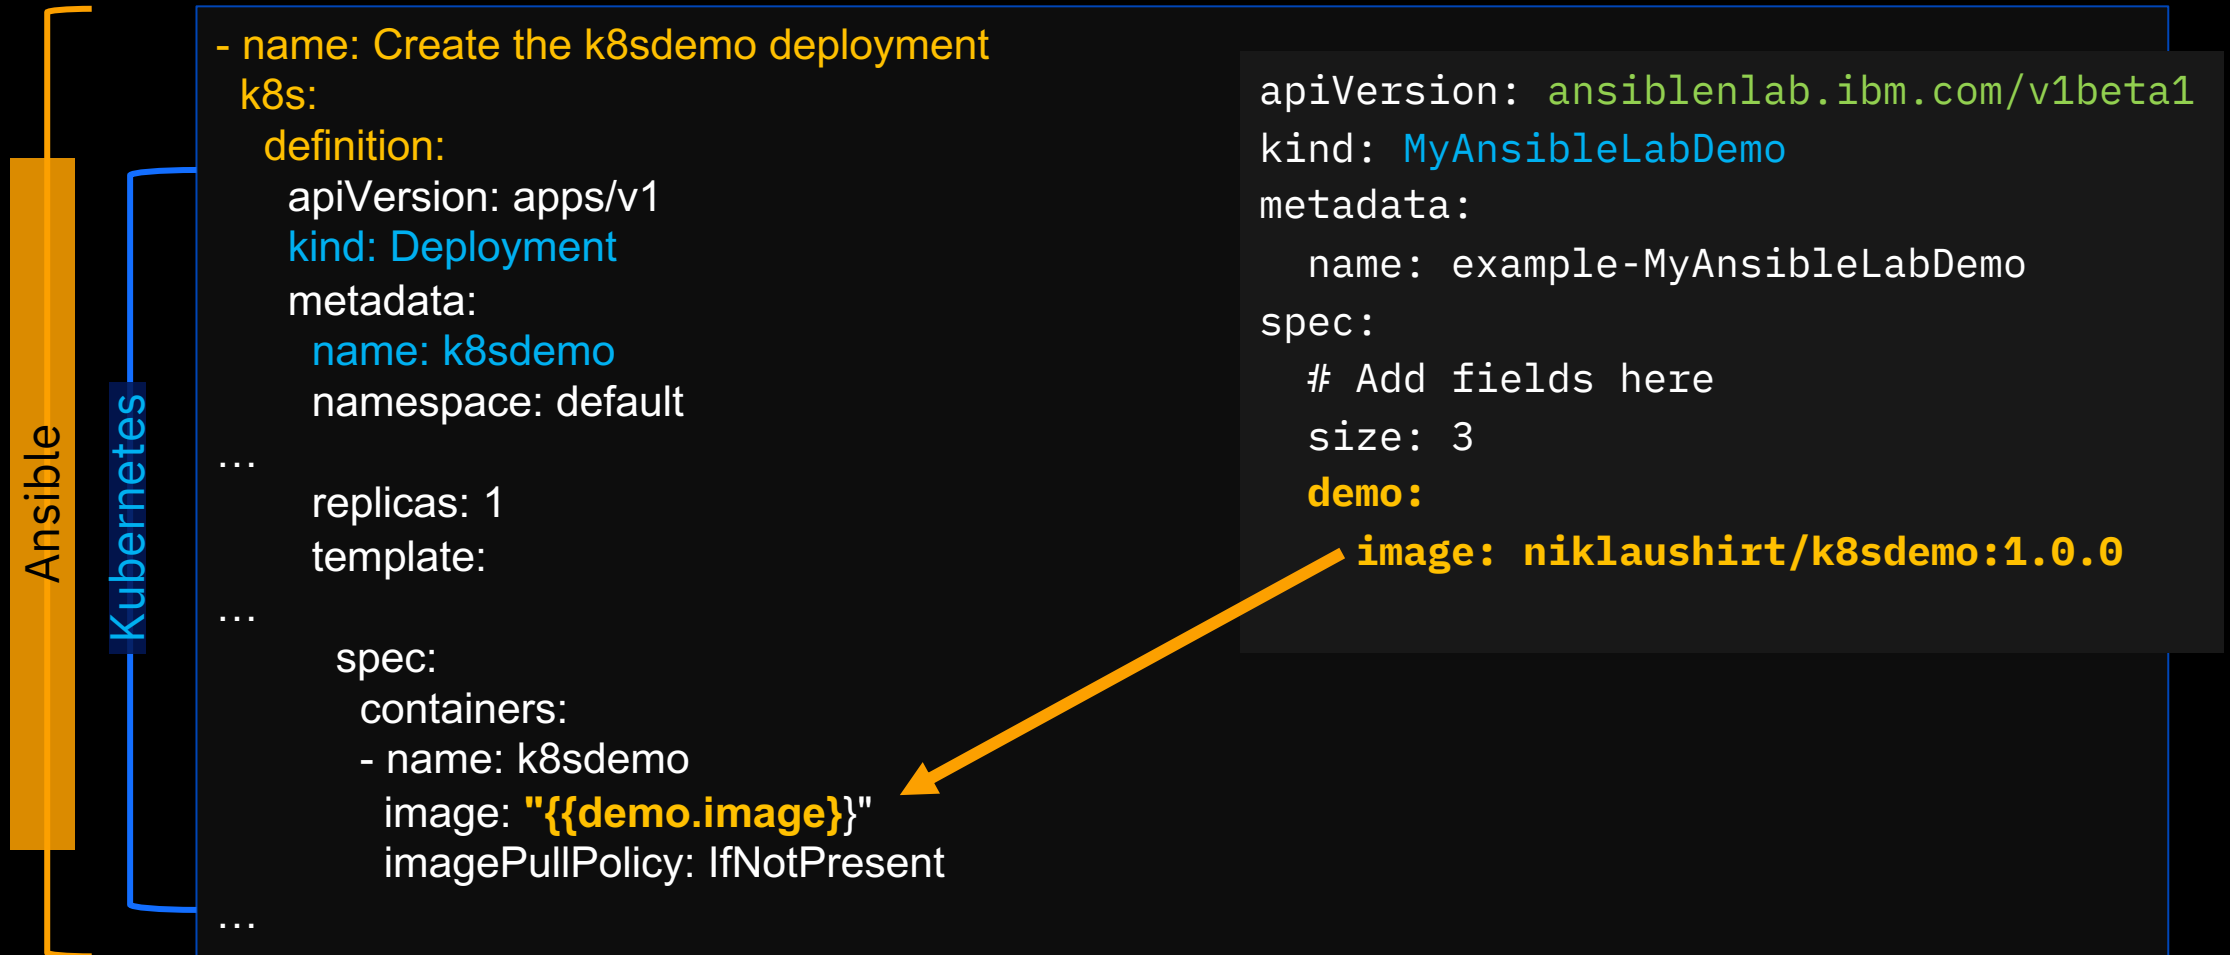 Ansible
Kubernetes
- name: Create the k8sdemo deployment
k8s:
definition:
apiVersion: apps/v1
kind: Deployment
metadata:
name: k8sdemo
namespace: default
...
replicas: 1
template:
...
spec:
containers:
- name: k8sdemo
image: "{{demo.image}}"
imagePullPolicy: IfNotPresent
...
apiVersion: ansiblenlab.ibm.com/v1beta1
kind: MyAnsibleLabDemo
metadata:
name: example-MyAnsibleLabDemo
spec:
# Add fields here
size: 3
demo:
image: niklaushirt/k8sdemo:1.0.0